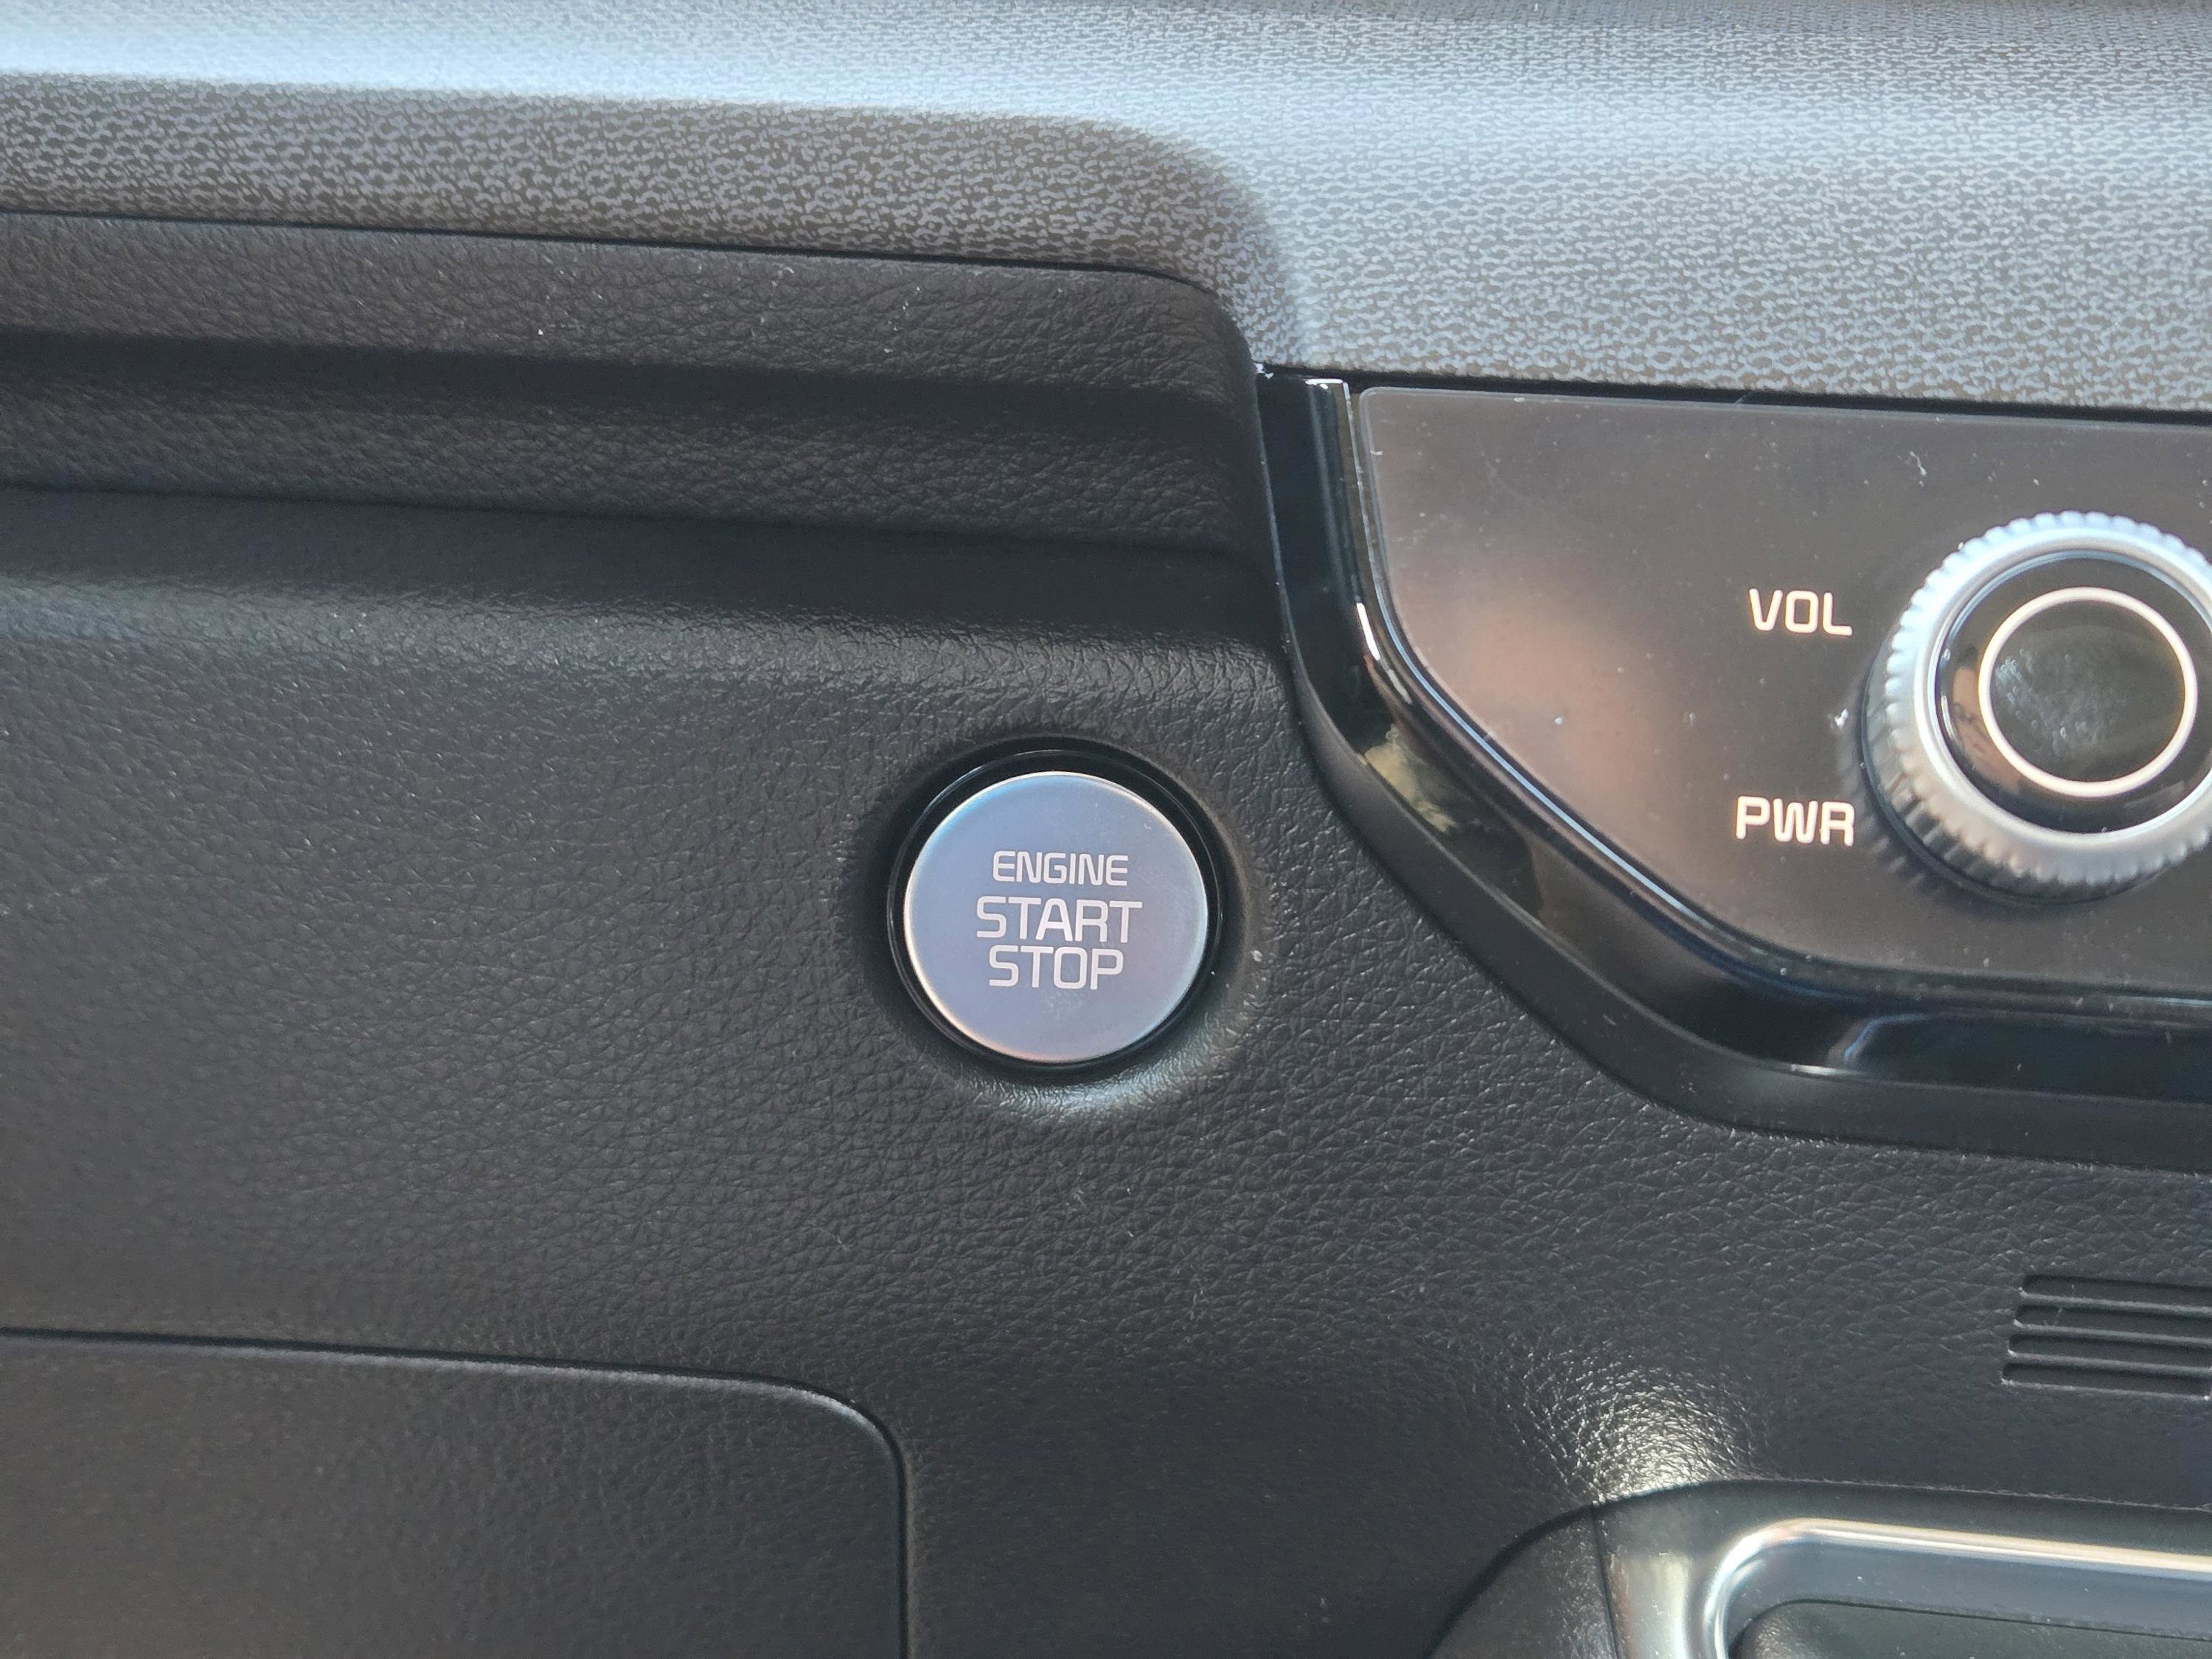 VOL
PWR
ENGINE
START
STOP